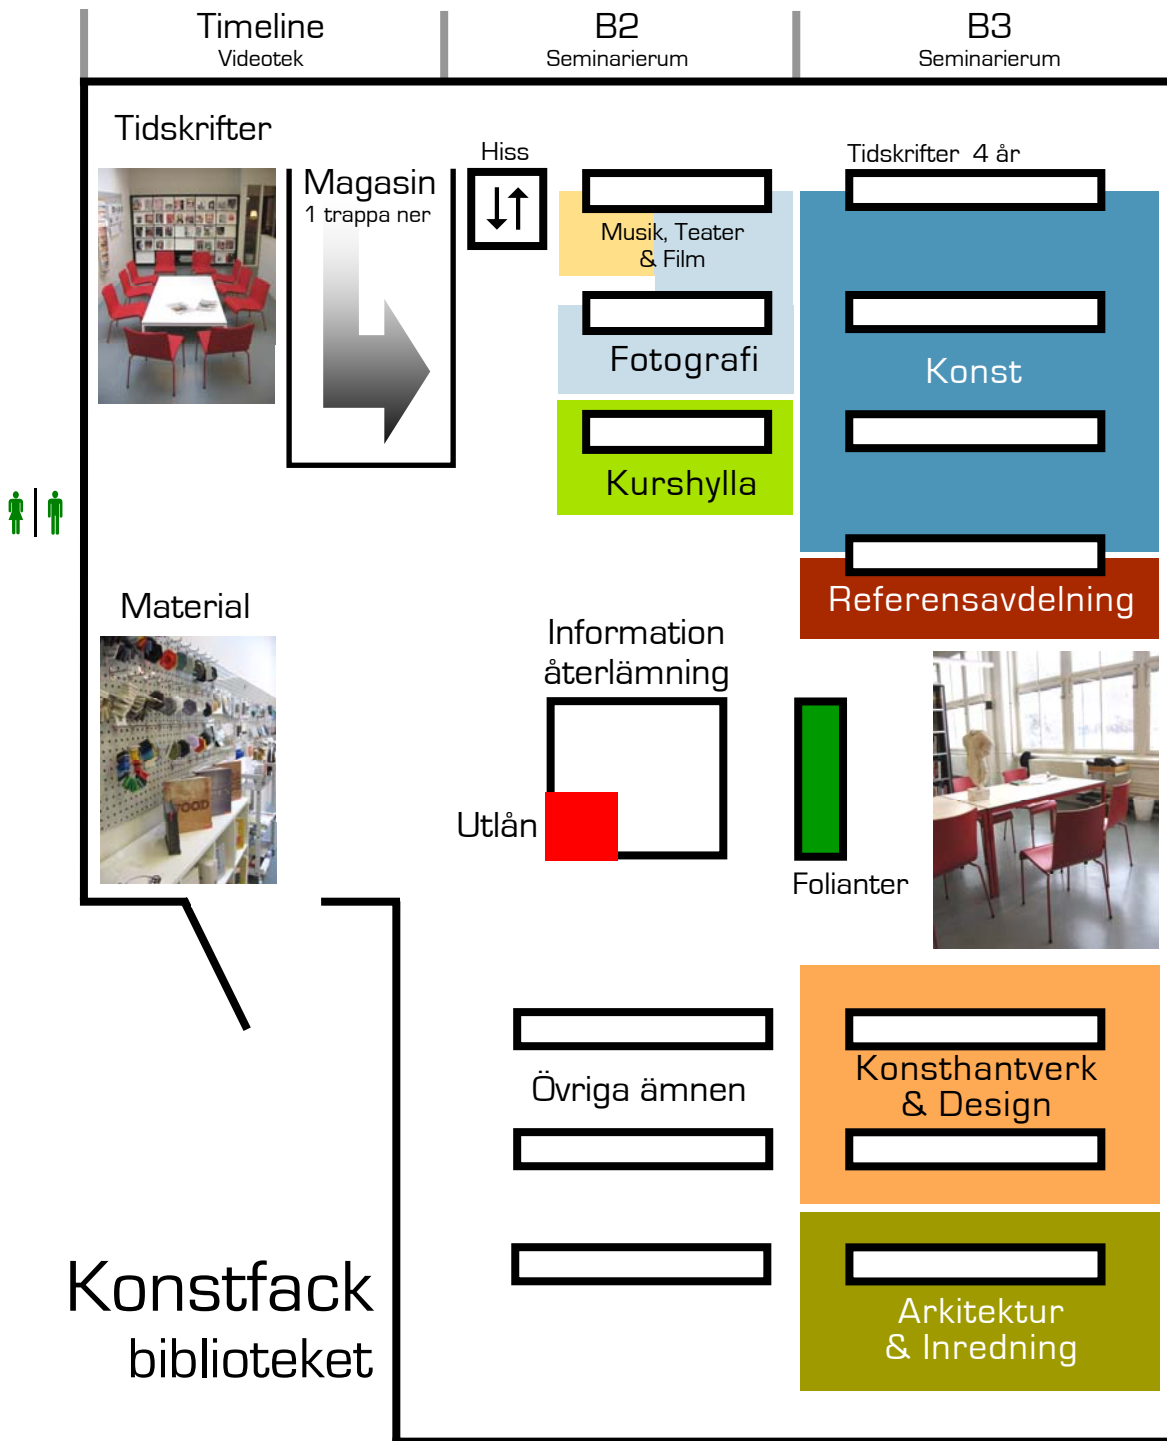 Timeline
Videotek
B2
Seminarierum
B3
Seminarierum
Tidskrifter
Magasin
1 trappa ner
Hiss
Tidskrifter 4 år
Musik, Teater
& Film
Fotografi
Konst
Kurshylla
Material
Referensavdelning
Information
återlämning
Utlån
Folianter
Övriga ämnen
Konsthantverk
& Design
Konstfack
biblioteket
Arkitektur
& Inredning